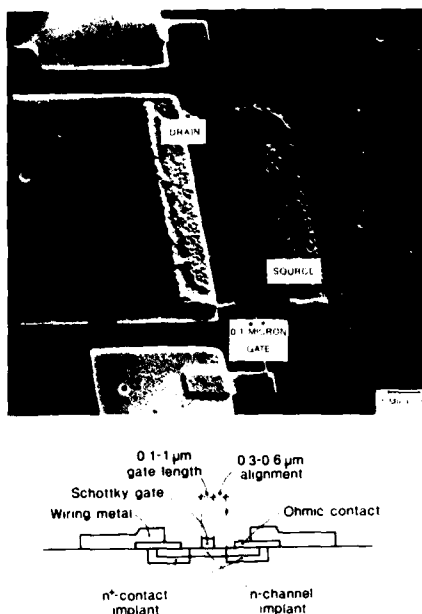 DRAIN
SOURCE
0.1 MICRON
GATE
0.1-1 µm
gate length
0.3-0.6 µm
alignment
Schottky gate
Wiring metal
Ohmic contact
n⁺-contact
implant
n-channel
implant